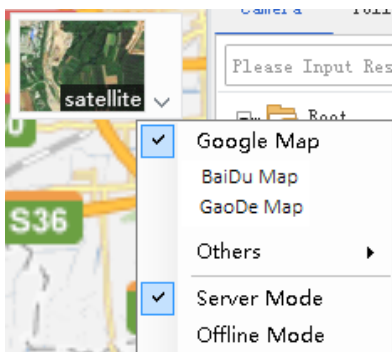 Camera
satellite
Please Input Res
Root
Google Map
BaiDu Map
GaoDe Map
S36
Others
Server Mode
Offline Mode